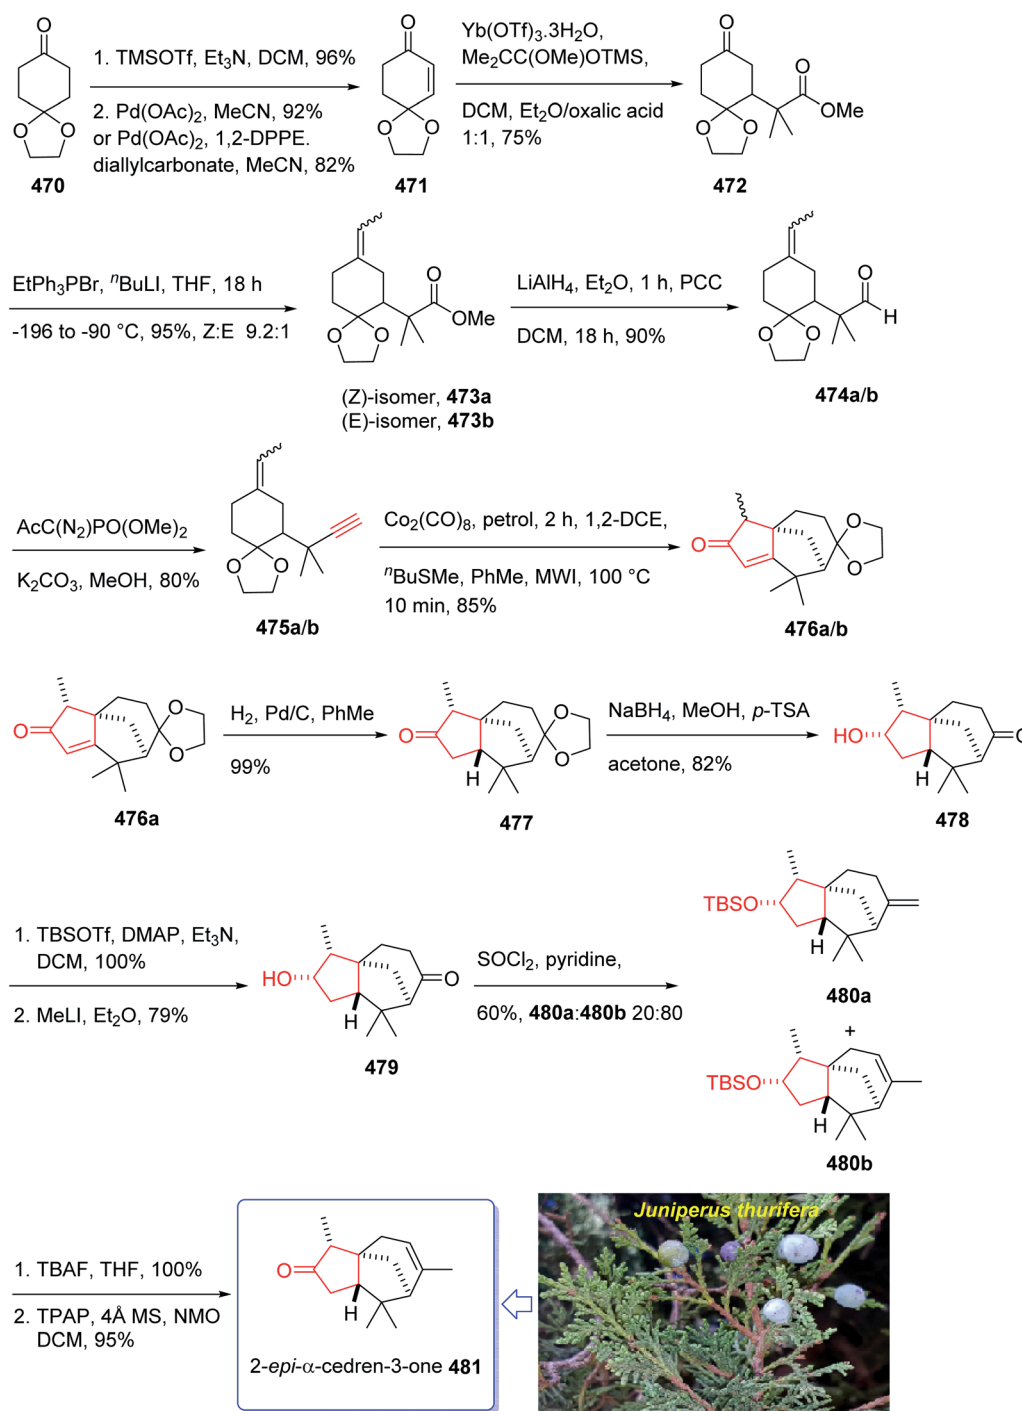 O
1. TMSOTf, Et₃N, DCM, 96%
2. Pd(OAc)₂, MeCN, 92%
or Pd(OAc)₂, 1,2-DPPE.
diallylcarbonate, MeCN, 82%
O O
470
O
O O
471
Yb(OTf)₃.3H₂O,
Me₂CC(OMe)OTMS,
DCM, Et₂O/oxalic acid
1:1, 75%
O
O
OMe
O O
472
EtPh₃PBr, ⁿBuLI, THF, 18 h
-196 to -90 °C, 95%, Z:E 9.2:1
O
OMe
O O
(Z)-isomer, 473a
(E)-isomer, 473b
LiAlH₄, Et₂O, 1 h, PCC
DCM, 18 h, 90%
O
H
O O
474a/b
AcC(N₂)PO(OMe)₂
K₂CO₃, MeOH, 80%
O O
475a/b
Co₂(CO)₈, petrol, 2 h, 1,2-DCE,
ⁿBuSMe, PhMe, MWI, 100 °C
10 min, 85%
O
O
O
476a/b
O
O
O
476a
H₂, Pd/C, PhMe
99%
O
O
O
H
477
NaBH₄, MeOH, p-TSA
acetone, 82%
HO
O
H
478
1. TBSOTf, DMAP, Et₃N,
DCM, 100%
2. MeLI, Et₂O, 79%
HO
O
H
479
SOCl₂, pyridine,
60%, 480a:480b 20:80
TBSO
H
480a
+
TBSO
H
480b
1. TBAF, THF, 100%
2. TPAP, 4Å MS, NMO
DCM, 95%
O
H
2-epi-α-cedren-3-one 481
Juniperus thurifera